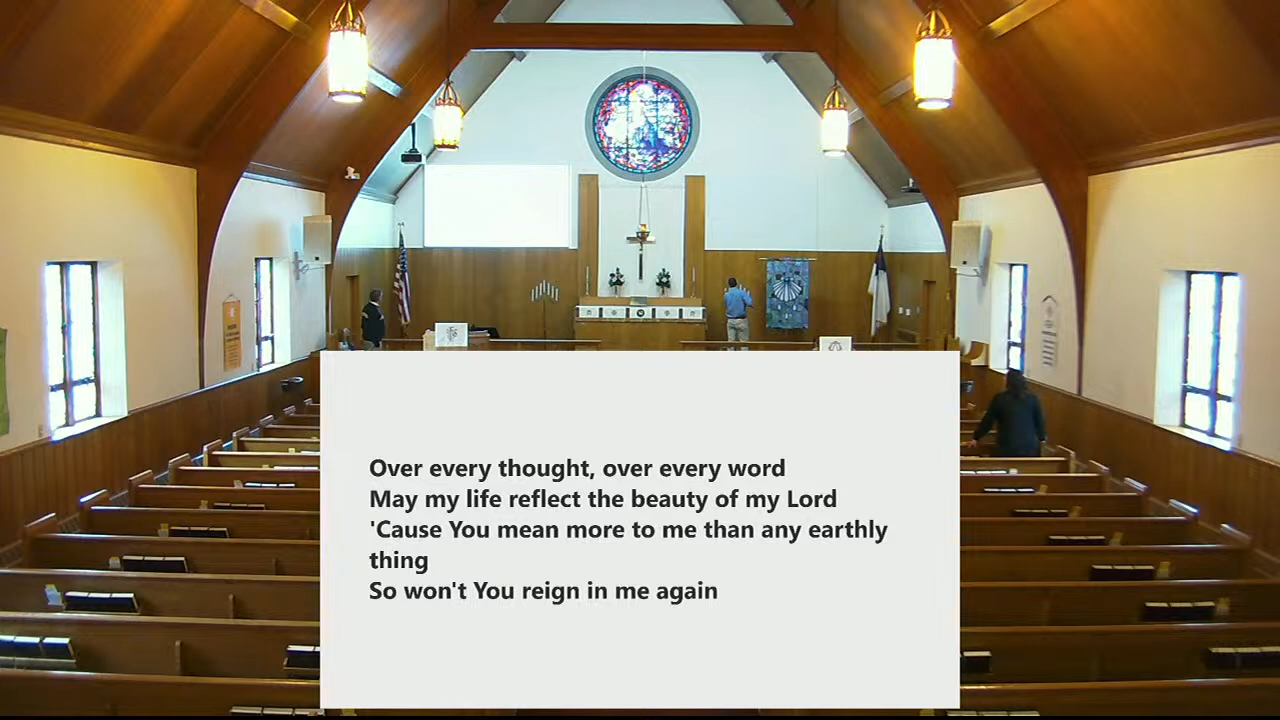 Over every thought, over every word
May my life reflect the beauty of my Lord
'Cause You mean more to me than any earthly
thing
So won't You reign in me again